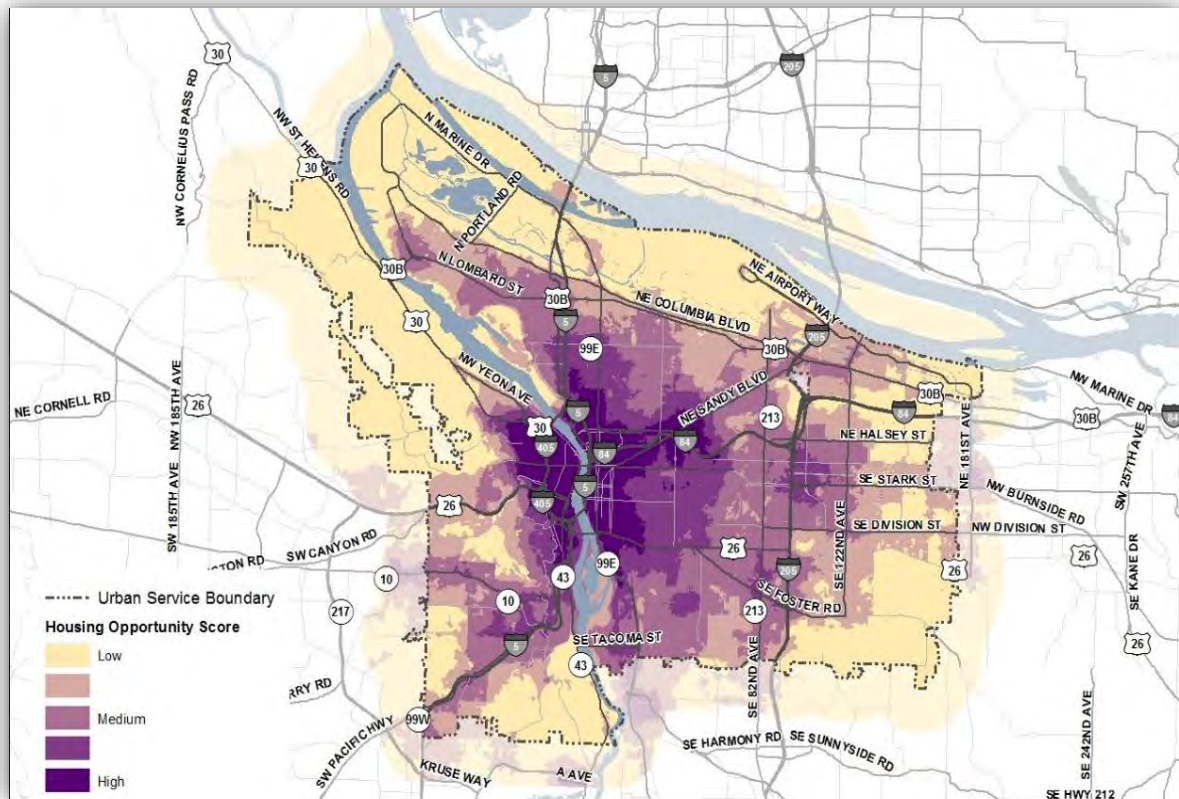 30
5
205
NW CORNELIUS PASS RD
NW ST HELENS RD
30
N MARINE DR
N PORTLAND RD
30B
N LOMBARD ST
NE AIRPORT WAY
30B
NE COLUMBIA BLVD
30
5
205
99E
30B
NW YEON AVE
NW MARINE DR
NE CORNELL RD
26
NW 185TH AVE
NE SANDY BLVD
30B
84
5
213
84
30B
84
30
405
84
NE HALSEY ST
NE 181ST AVE
SW 257TH AVE
SE STARK ST
NW BURNSIDE RD
5
405
26
SW 185TH AVE
SW CANYON RD
SE DIVISION ST
NW DIVISION ST
26
SE 122ND AVE
26
99E
205
26
SE KANE DR
10
43
10
SE FOSTER RD
217
213
Urban Service Boundary
Housing Opportunity Score
Low
Medium
High
5
SE TACOMA ST
43
SE 82ND AVE
26
RRY RD
99W
SW PACIFIC HWY
KRUSE WAY
A AVE
SE HARMONY RD
SE SUNNYSIDE RD
SE 242ND AVE
SE HWY 212